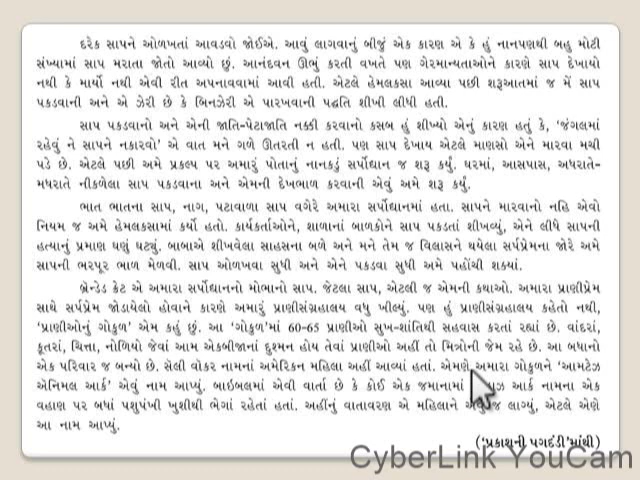 દરેક સાપને ઓળખતાં આવડવો જોઈએ. આવું લાગવાનું બીજું એક કારણ એ કે હું નાનપણથી બહુ મોટી
સંખ્યામાં સાપ મરાતા જોતો આવ્યો છું. આનંદવન ઊભું કરતી વખતે પણ ગેરમાન્યતાઓને કારણે સાપ દેખાયો
નથી કે માર્યો નથી એવી રીત અપનાવવામાં આવી હતી. એટલે હેમલકસા આવ્યા પછી શરૂઆતમાં જ મેં સાપ
પકડવાની અને એ ઝેરી છે કે બિનઝેરી એ પારખવાની પદ્ધતિ શીખી લીધી હતી.
સાપ પકડવાનો અને એની જાતિ-પેટાજાતિ નક્કી કરવાનો કસબ હું શીખ્યો એનું કારણ હતું કે, ‘જંગલમાં
રહેવું ને સાપને નકારવો’ એ વાત મને ગળે ઊતરતી ન હતી. પણ સાપ દેખાય એટલે માણસો એને મારવા મથી
પડે છે. એટલે પછી અમે પ્રકલ્પ પર અમારું પોતાનું નાનકડું સર્પોદ્યાન જ શરૂ કર્યું. ઘરમાં, આસપાસ, અધરાતે-
મધરાતે નીકળેલા સાપ પકડવાના અને એમની દેખભાળ કરવાની એવું અમે શરૂ કર્યું.
ભાત ભાતના સાપ, નાગ, પટાવાળા સાપ વગેરે અમારા સર્પોદ્યાનમાં હતા. સાપને મારવાનો નહિ એવો
નિયમ જ અમે હેમલકસામાં કર્યો હતો. કાર્યકર્તાઓને, શાળાનાં બાળકોને સાપ પકડતાં શીખવ્યું, એને લીધે સાપની
હત્યાનું પ્રમાણ ઘણું ઘટ્યું. બાબાએ શીખવેલા સાહસના બળે અને મને તેમ જ વિલાસને થયેલા સર્પપ્રેમના જોરે અમે
સાપની ભરપૂર ભાળ મેળવી. સાપ ઓળખવા સુધી અને એને પકડવા સુધી અમે પહોંચી શક્યાં.
બ્રેન્ડેડ ક્રેટ એ અમારા સર્પોદ્યાનનો મોભાનો સાપ. જેટલા સાપ, એટલી જ એમની કથાઓ. અમારા પ્રાણીપ્રેમ
સાથે સર્પપ્રેમ જોડાયેલો હોવાને કારણે અમારું પ્રાણીસંગ્રહાલય વધુ ખીલ્યું. પણ હું પ્રાણીસંગ્રહાલય કહેતો નથી,
‘પ્રાણીઓનું ગોકુળ’ એમ કહું છું. આ ‘ગોકુળ’માં 60-65 પ્રાણીઓ સુખ-શાંતિથી સહવાસ કરતાં રહ્યાં છે. વાંદરાં,
કૂતરાં, ચિત્તા, નોળિયો જેવાં આમ એકબીજાનાં દુશ્મન હોય તેવાં પ્રાણીઓ અહીં તો મિત્રોની જેમ રહે છે. આ બધાનો
એક પરિવાર જ બન્યો છે. સૅલી વૉકર નામનાં અમેરિકન મહિલા અહીં આવ્યાં હતાં. એમણે અમારા ગોકુળને ‘આમટેઝ
ઍનિમલ આર્ક’ એવું નામ આપ્યું. બાઇબલમાં એવી વાર્તા છે કે કોઈ એક જમાનામાં આર્ક નામના એક
વહાણ પર બધાં પશુપંખી ખુશીથી ભેગાં રહેતાં હતાં. અહીંનું વાતાવરણ એ મહિલાને એવું જ લાગ્યું, એટલે એણે
આ નામ આપ્યું.
(‘પ્રકાશની પગદંડી’માંથી)
CyberLink YouCam